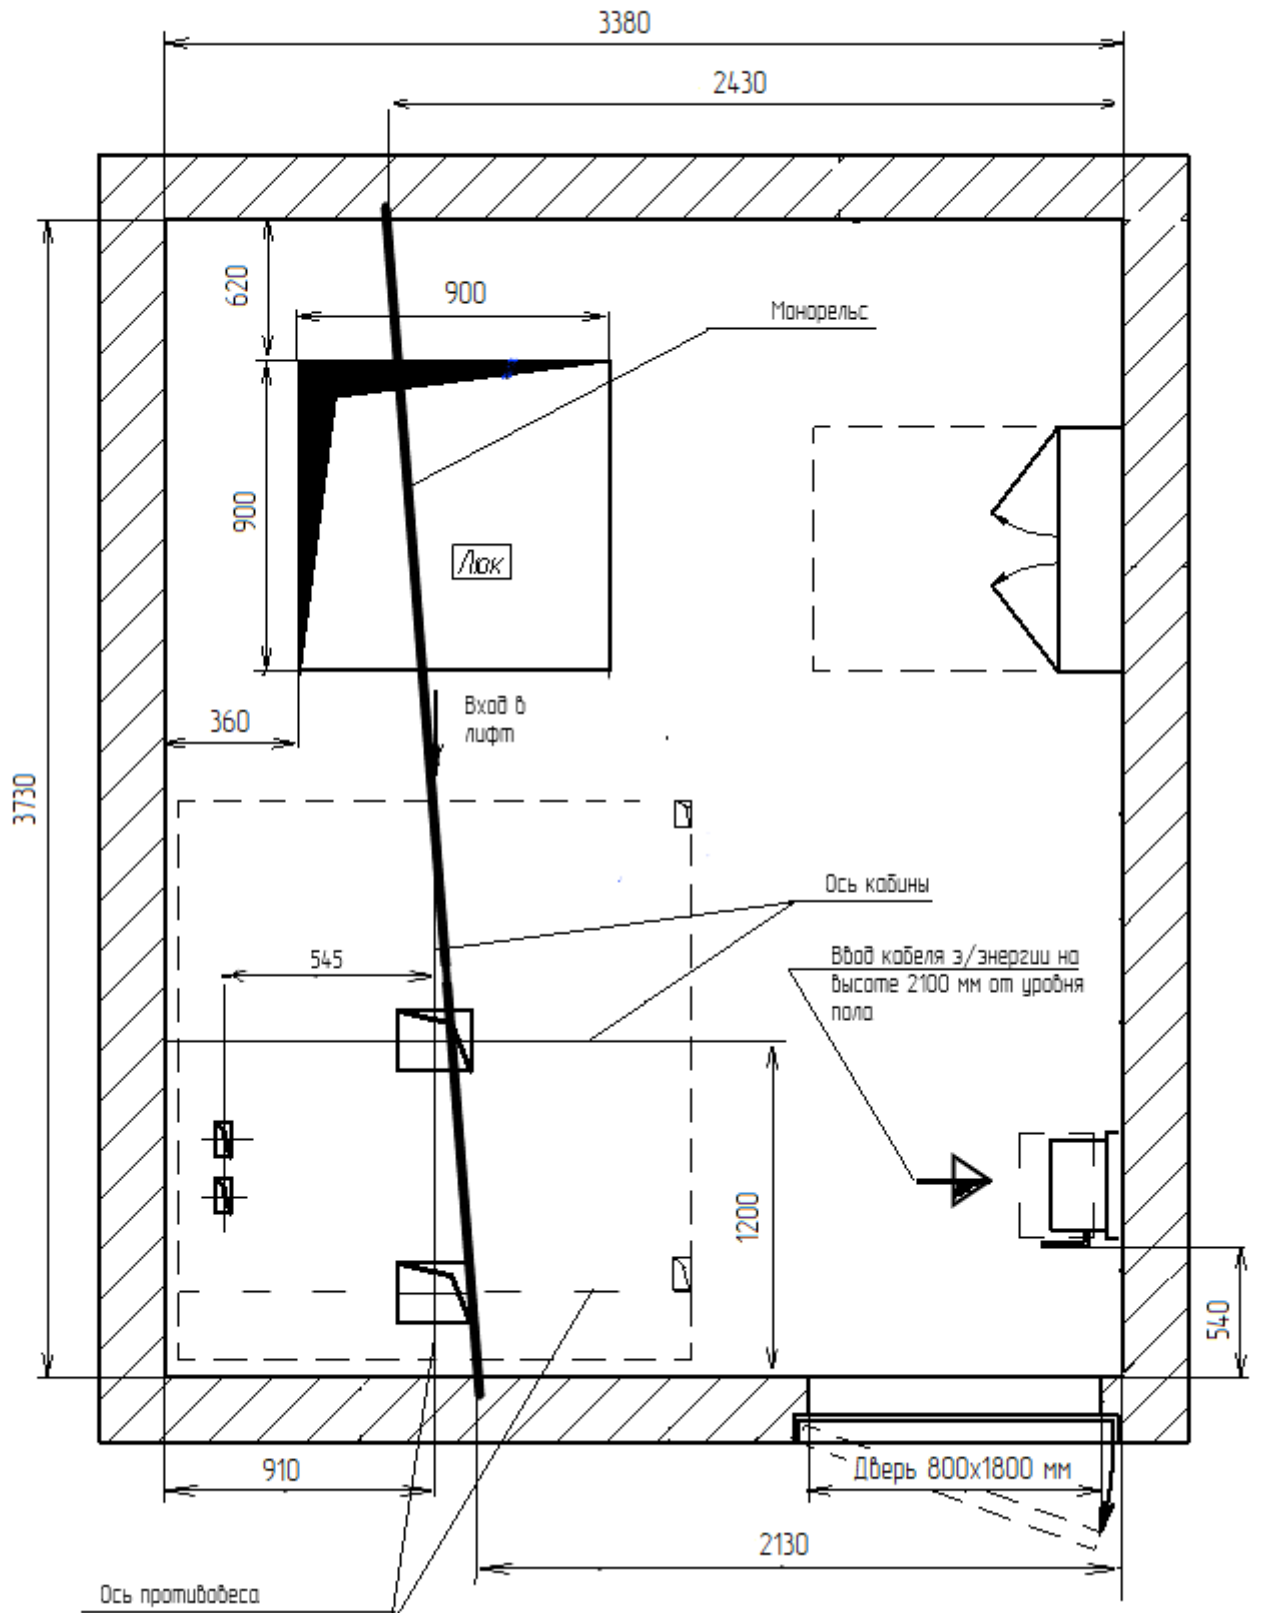 3380
2430
620
900
Монорельс
900
Люк
Вход в
лифт
360
3730
Ось кабины
545
Ввод кабеля э/энергии на
высоте 2100 мм от уровня
пола
1200
540
910
Дверь 800х1800 мм
2130
Ось противовеса